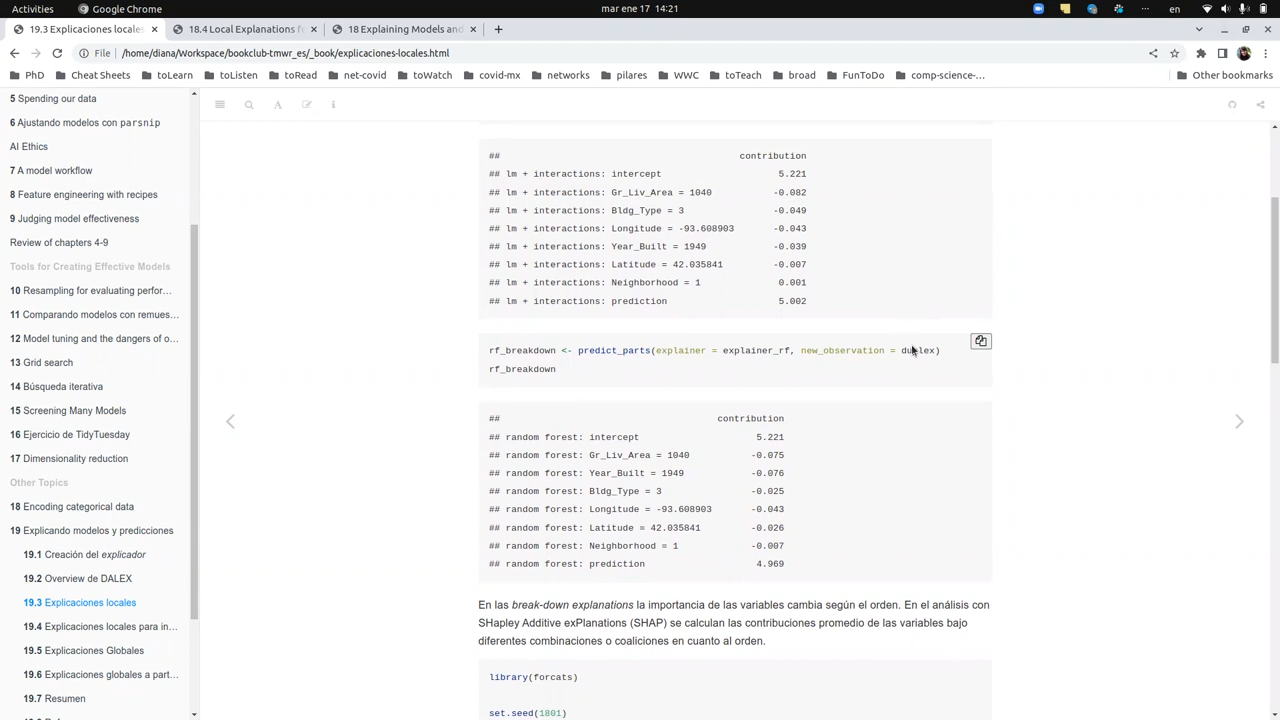 Activities
Google Chrome
mar ene 17 14:21
en
19.3 Explicaciones locales
18.4 Local Explanations f
18 Explaining Models and
File
/home/diana/Workspace/bookclub-tmwr_es/_book/explicaciones-locales.html
PhD
Cheat Sheets
toLearn
toListen
toRead
net-covid
toWatch
covid-mx
networks
pilares
WWC
toTeach
broad
FunToDo
comp-science-…
Other bookmarks
5 Spending our data
6 Ajustando modelos con parsnip
AI Ethics
7 A model workflow
8 Feature engineering with recipes
9 Judging model effectiveness
Review of chapters 4-9
Tools for Creating Effective Models
10 Resampling for evaluating perfor…
11 Comparando modelos con remues…
12 Model tuning and the dangers of o…
13 Grid search
14 Búsqueda iterativa
15 Screening Many Models
16 Ejercicio de TidyTuesday
17 Dimensionality reduction
Other Topics
18 Encoding categorical data
19 Explicando modelos y predicciones
19.1 Creación del explicador
19.2 Overview de DALEX
19.3 Explicaciones locales
19.4 Explicaciones locales para in…
19.5 Explicaciones Globales
19.6 Explicaciones globales a part…
19.7 Resumen
## contribution
## lm + interactions: intercept 5.221
## lm + interactions: Gr_Liv_Area = 1040 -0.082
## lm + interactions: Bldg_Type = 3 -0.049
## lm + interactions: Longitude = -93.608903 -0.043
## lm + interactions: Year_Built = 1949 -0.039
## lm + interactions: Latitude = 42.035841 -0.007
## lm + interactions: Neighborhood = 1 0.001
## lm + interactions: prediction 5.002
rf_breakdown <- predict_parts(explainer = explainer_rf, new_observation = duplex)
rf_breakdown
## contribution
## random forest: intercept 5.221
## random forest: Gr_Liv_Area = 1040 -0.075
## random forest: Year_Built = 1949 -0.076
## random forest: Bldg_Type = 3 -0.025
## random forest: Longitude = -93.608903 -0.043
## random forest: Latitude = 42.035841 -0.026
## random forest: Neighborhood = 1 -0.007
## random forest: prediction 4.969
En las break-down explanations la importancia de las variables cambia según el orden. En el análisis con
SHapley Additive exPlanations (SHAP) se calculan las contribuciones promedio de las variables bajo
diferentes combinaciones o coaliciones en cuanto al orden.
library(forcats)
set.seed(1801)